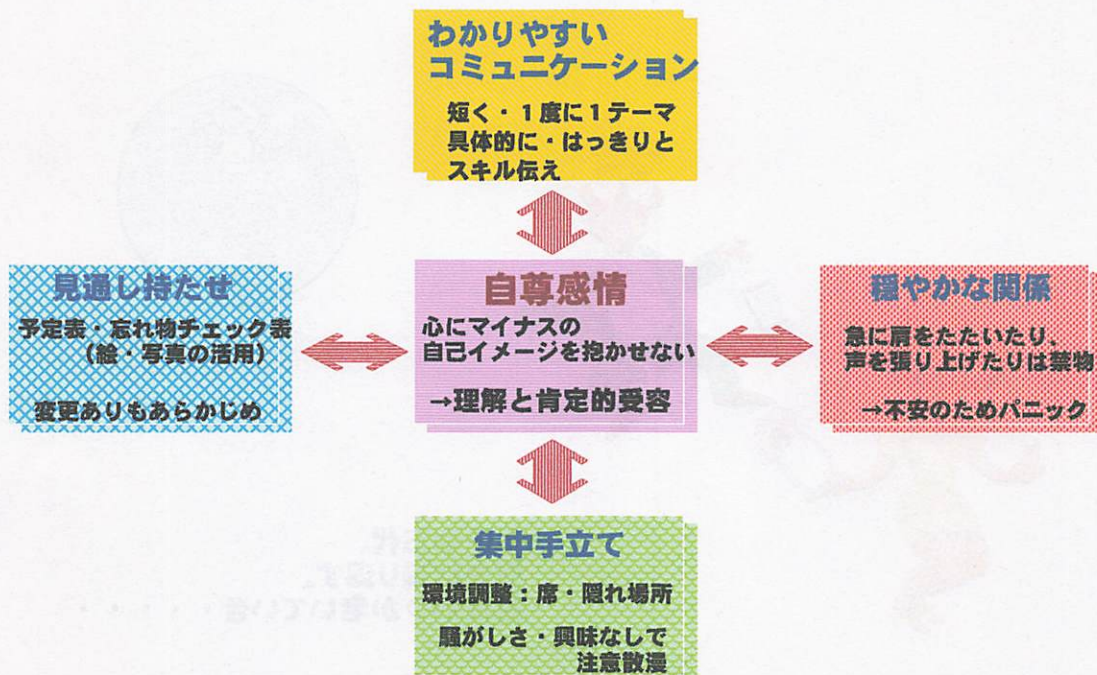 わかりやすい
コミュニケーション
短く・1度に1テーマ
具体的に・はっきりと
スキル伝え
見通し持たせ
予定表・忘れ物チェック表
（絵・写真の活用）
変更ありもあらかじめ
自尊感情
心にマイナスの
自己イメージを抱かせない
→理解と肯定的受容
穏やかな関係
急に肩をたたいたり、
声を張り上げたりは禁物
→不安のためパニック
集中手立て
環境調整：席・隠れ場所
騒がしさ・興味なしで
注意散漫